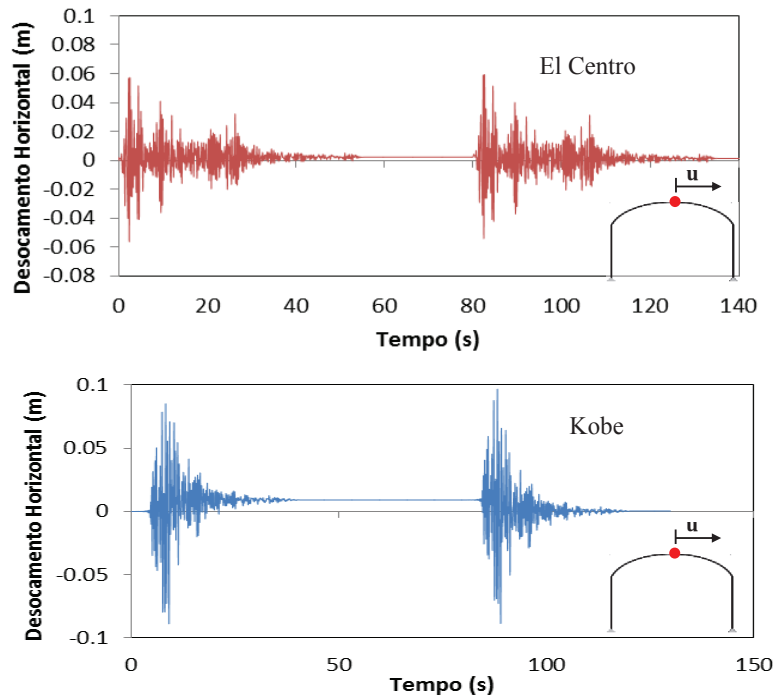 Desocamento Horizontal (m)
0.1
0.08
0.06
0.04
0.02
0
-0.02
-0.04
-0.06
-0.08
El Centro
u
0 20 40 60 80 100 120 140
Tempo (s)
Desocamento Horizontal (m)
0.1
0.05
0
-0.05
-0.1
Kobe
u
0 50 100 150
Tempo (s)